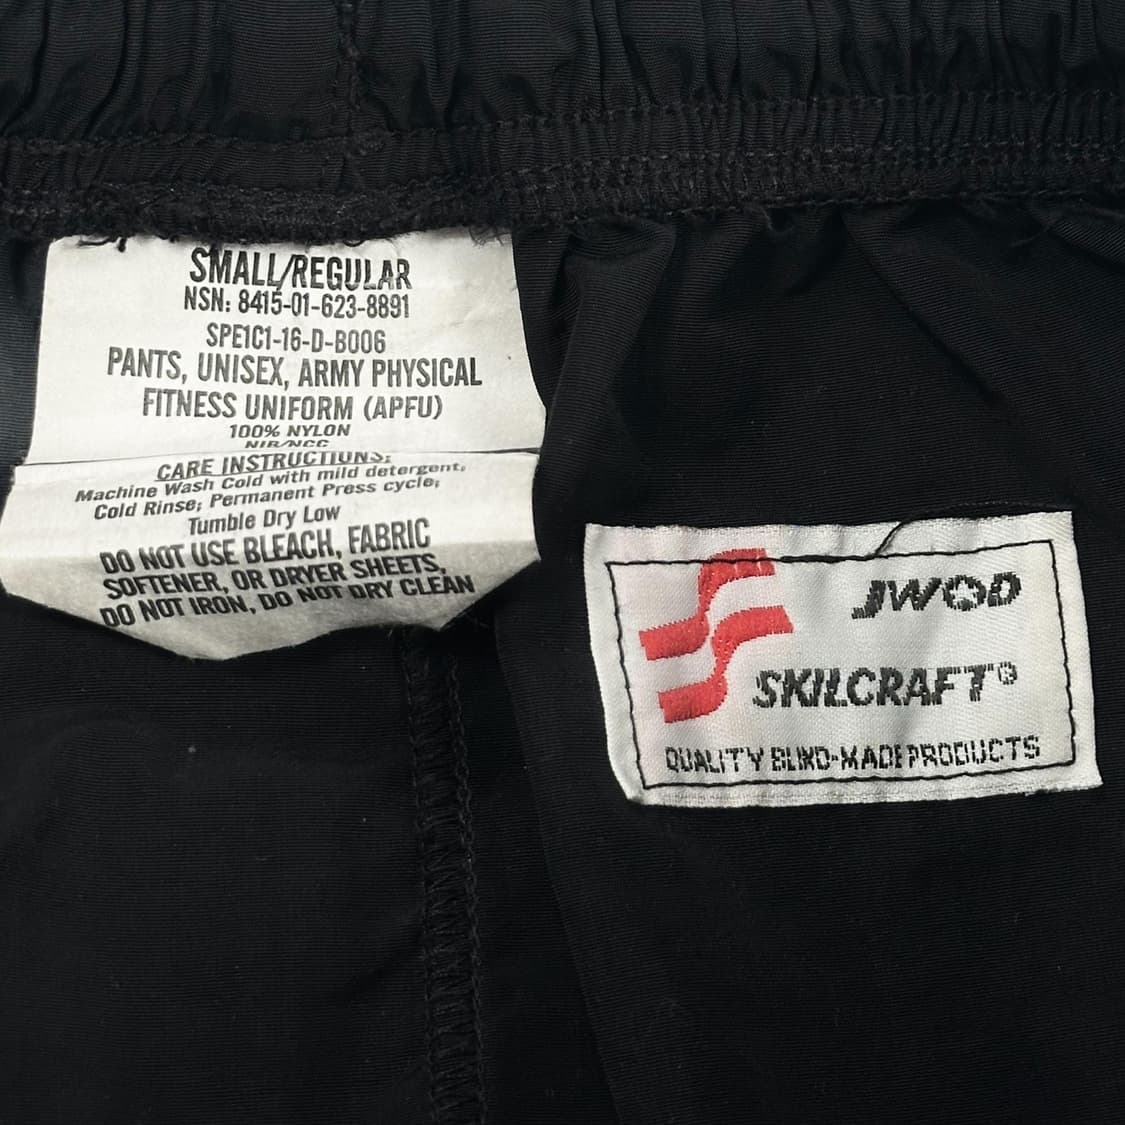 SMALL/REGULAR
NSN: 8415-01-623-8891
SPE1C1-16-D-B006
PANTS, UNISEX, ARMY PHYSICAL
FITNESS UNIFORM (APFU)
100% NYLON
NIR/NCC
CARE INSTRUCTIONS:
Machine Wash Cold with mild detergent,
Cold Rinse; Permanent Press cycle;
Tumble Dry Low
DO NOT USE BLEACH, FABRIC
SOFTENER, OR DRYER SHEETS,
DO NOT IRON, DO NOT DRY CLEAN
JWOD
SKILCRAFT®
QUALITY BLIND-MADE PRODUCTS